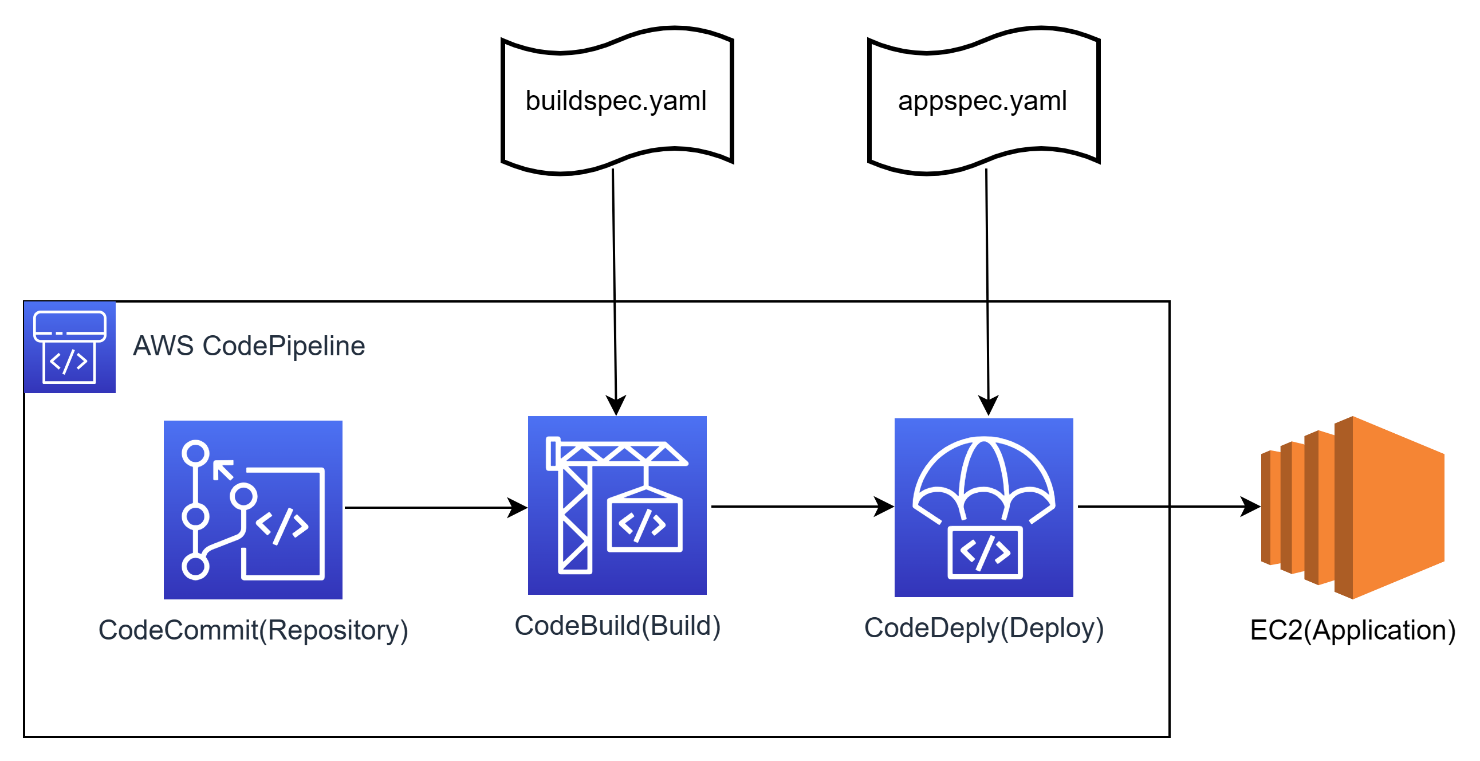 buildspec.yaml
appspec.yaml
AWS CodePipeline
CodeCommit(Repository)
CodeBuild(Build)
CodeDeply(Deploy)
EC2(Application)